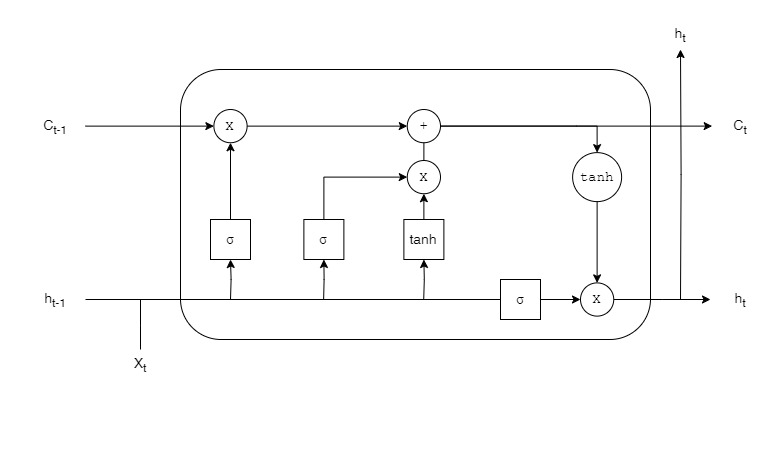 hₜ
Cₜ₋₁ X + Cₜ
X tanh
σ σ tanh
hₜ₋₁ σ X hₜ
Xₜ